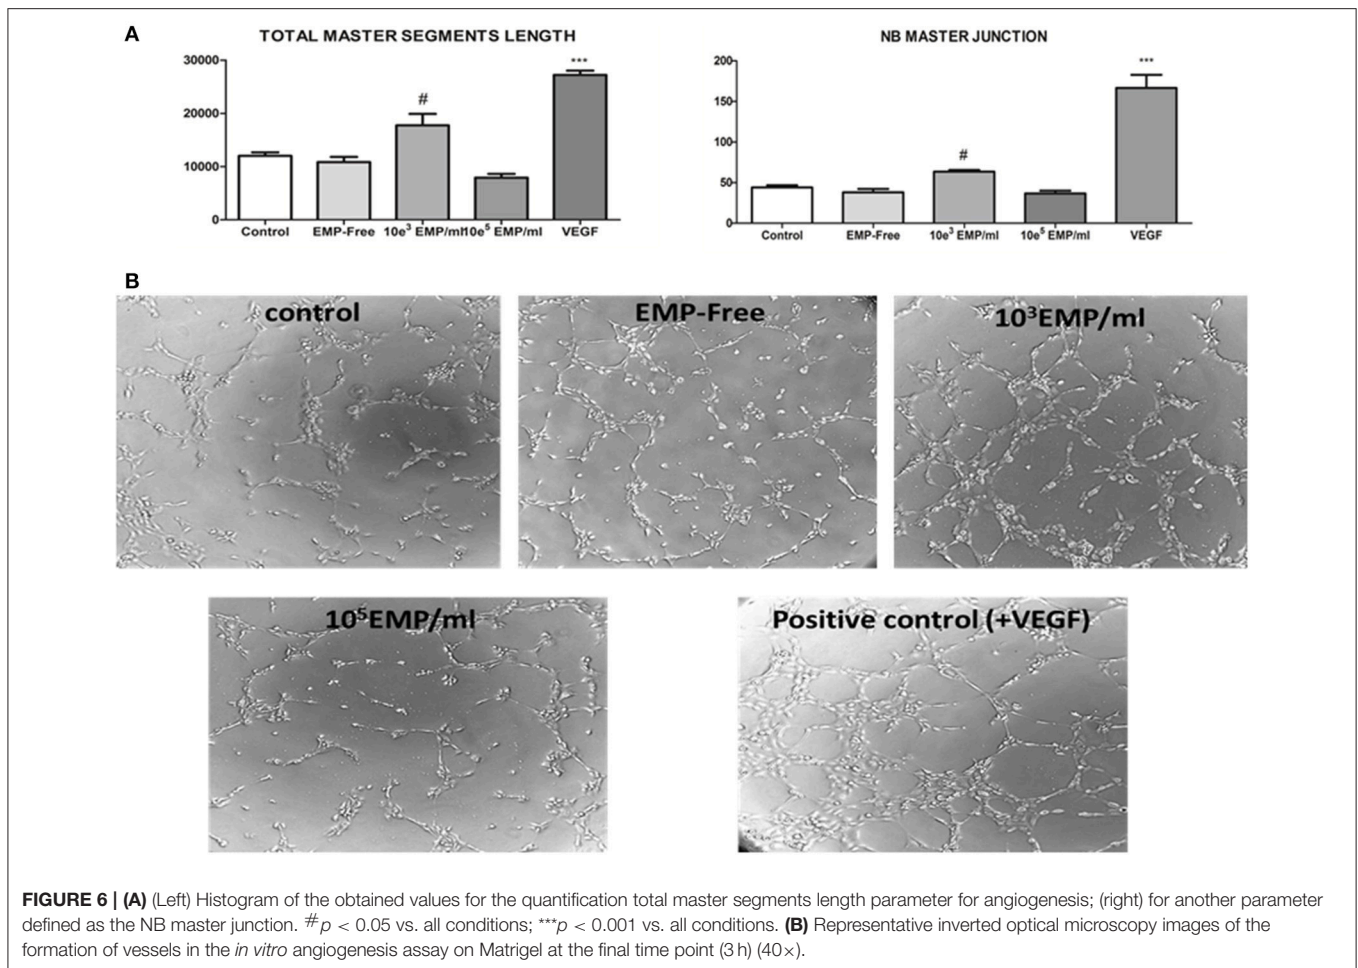 A
TOTAL MASTER SEGMENTS LENGTH
30000
20000
10000
0
#
***
Control EMP-Free 10e³ EMP/ml 10e⁵ EMP/ml VEGF
NB MASTER JUNCTION
200
150
100
50
0
#
***
Control EMP-Free 10e³ EMP/ml 10e⁵ EMP/ml VEGF
B
control
EMP-Free
10³EMP/ml
10⁵EMP/ml
Positive control (+VEGF)
FIGURE 6 | (A) (Left) Histogram of the obtained values for the quantification total master segments length parameter for angiogenesis; (right) for another parameter
defined as the NB master junction. #p < 0.05 vs. all conditions; ***p < 0.001 vs. all conditions. (B) Representative inverted optical microscopy images of the
formation of vessels in the in vitro angiogenesis assay on Matrigel at the final time point (3 h) (40×).